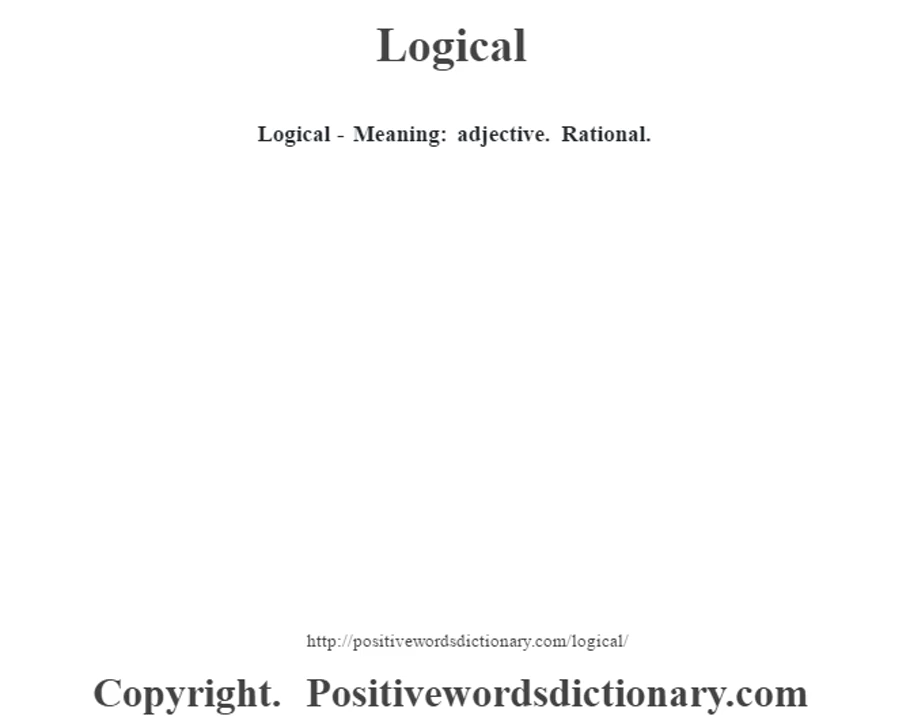 Logical
Logical - Meaning: adjective. Rational.
http://positivewordsdictionary.com/logical/
Copyright. Positivewordsdictionary.com